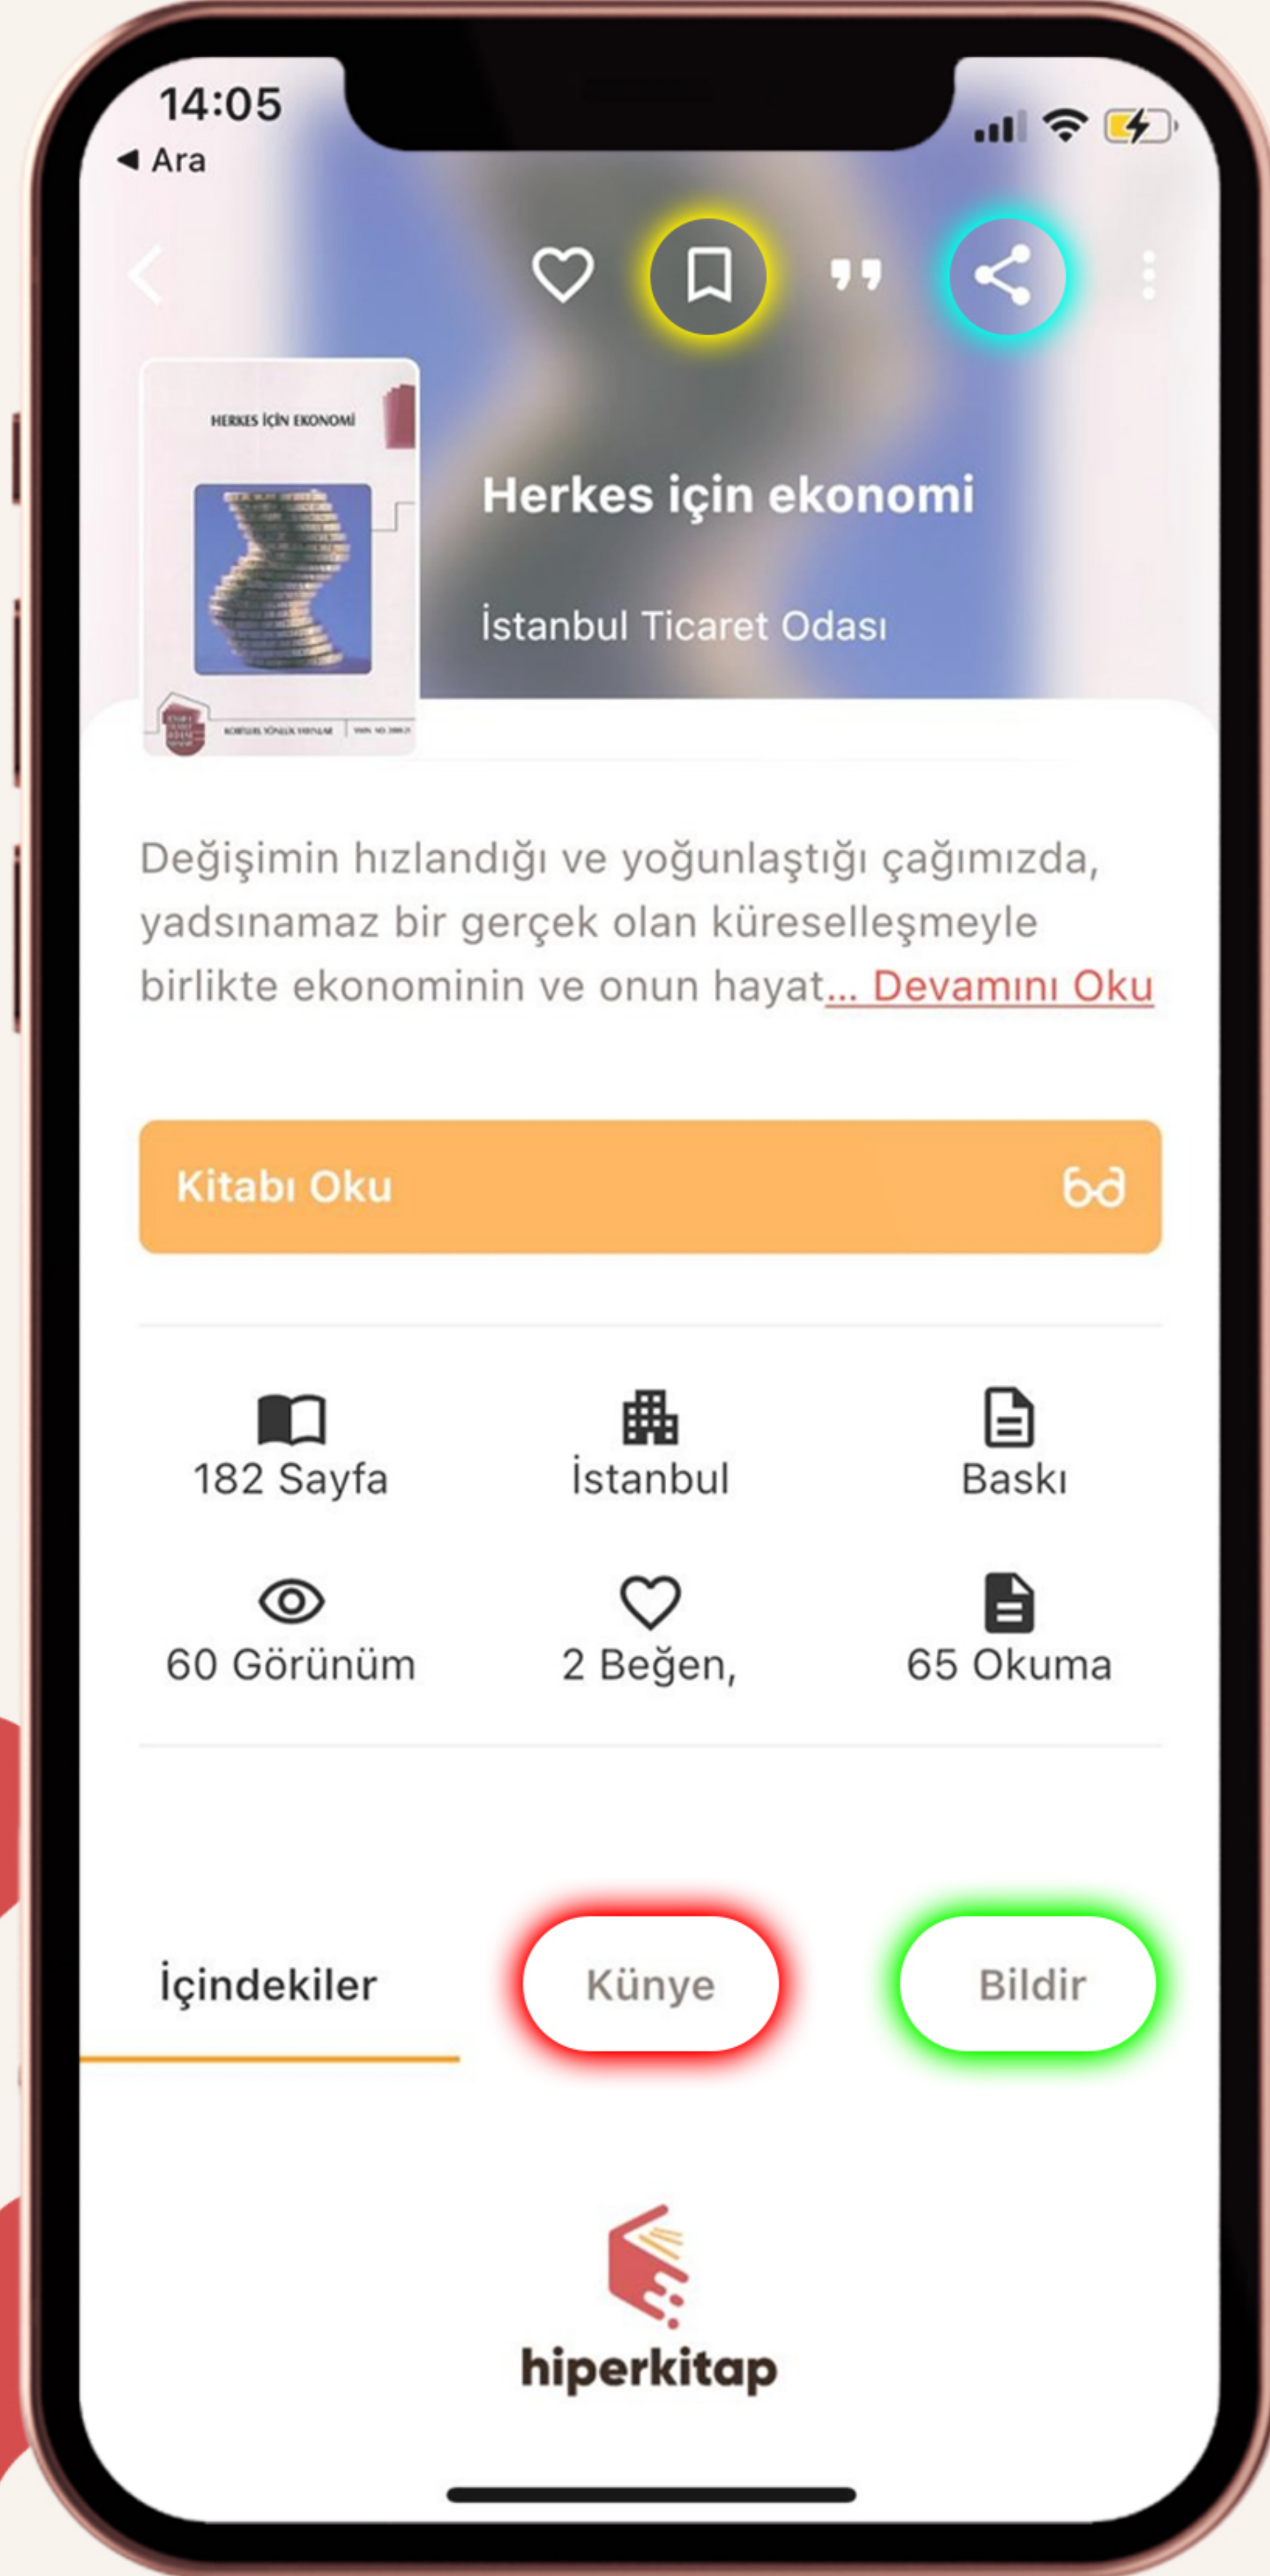 14:05
◀ Ara
HERKES İÇİN EKONOMİ
Herkes için ekonomi
İstanbul Ticaret Odası
Değişimin hızlandığı ve yoğunlaştığı çağımızda,
yadsınamaz bir gerçek olan küreselleşmeyle
birlikte ekonominin ve onun hayat... Devamını Oku
Kitabı Oku
182 Sayfa
İstanbul
Baskı
60 Görünüm
2 Beğen,
65 Okuma
İçindekiler
Künye
Bildir
hiperkitap